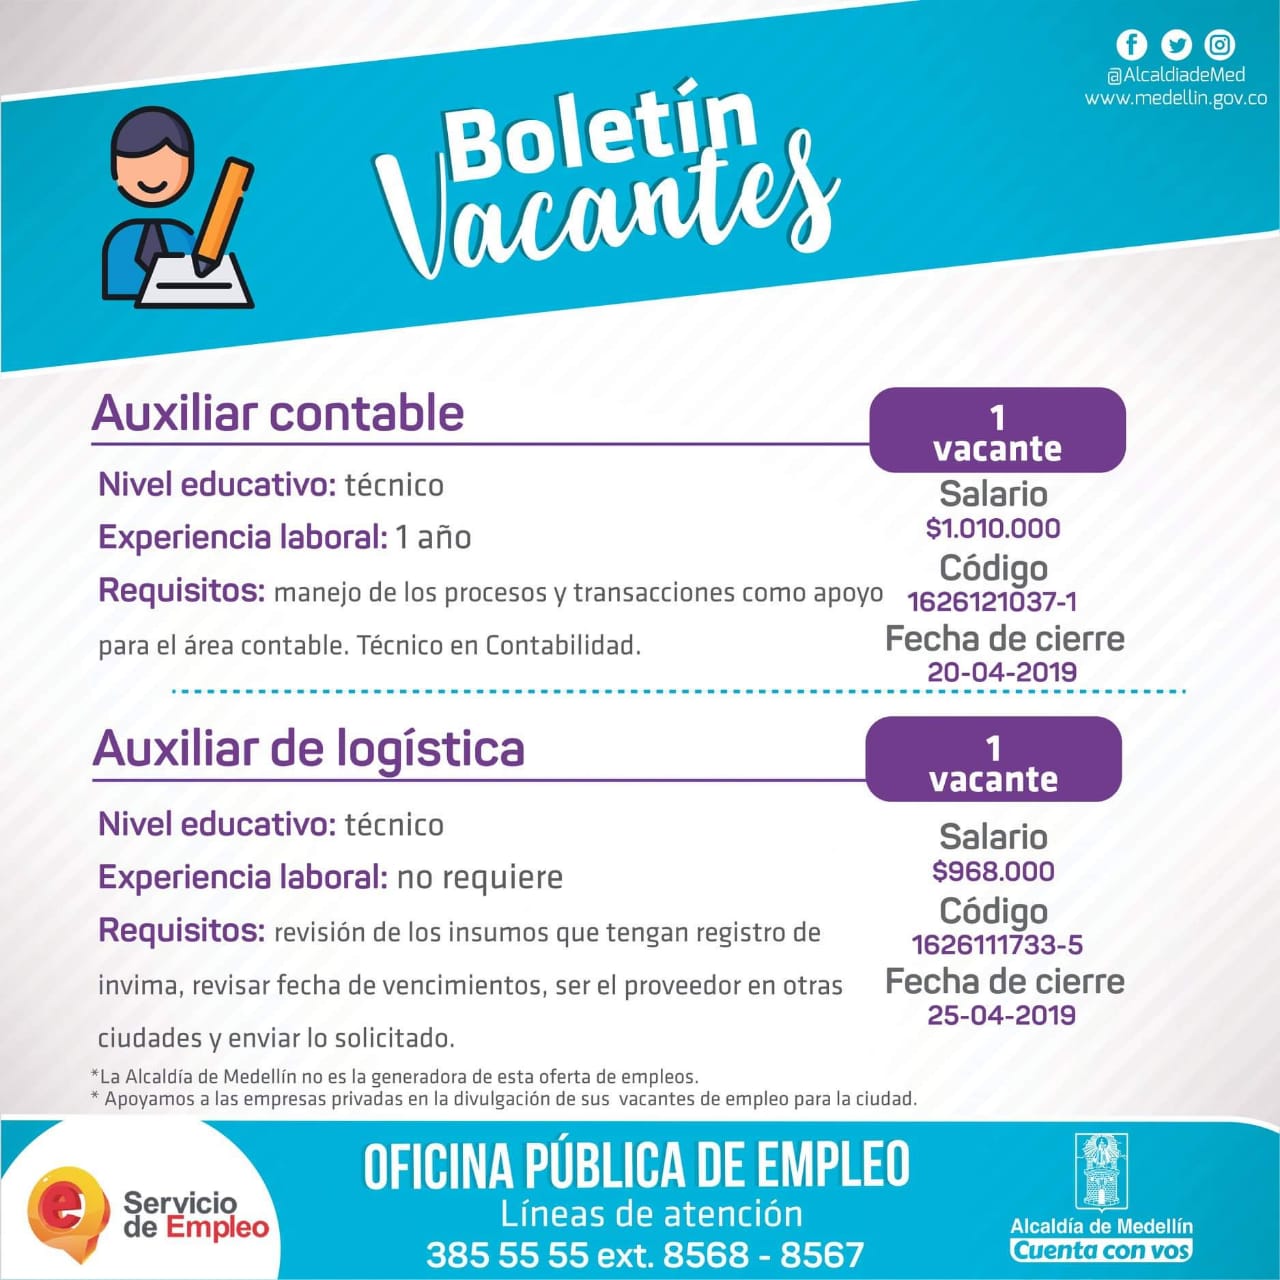 @AlcaldiadeMed
www.medellin.gov.co
Boletín
Vacantes
Auxiliar contable
1
vacante
Nivel educativo: técnico
Experiencia laboral: 1 año
Requisitos: manejo de los procesos y transacciones como apoyo
para el área contable. Técnico en Contabilidad.
Salario
$1.010.000
Código
1626121037-1
Fecha de cierre
20-04-2019
Auxiliar de logística
1
vacante
Nivel educativo: técnico
Experiencia laboral: no requiere
Requisitos: revisión de los insumos que tengan registro de
invima, revisar fecha de vencimientos, ser el proveedor en otras
ciudades y enviar lo solicitado.
Salario
$968.000
Código
1626111733-5
Fecha de cierre
25-04-2019
*La Alcaldía de Medellín no es la generadora de esta oferta de empleos.
* Apoyamos a las empresas privadas en la divulgación de sus vacantes de empleo para la ciudad.
e
Servicio
de Empleo
OFICINA PÚBLICA DE EMPLEO
Líneas de atención
385 55 55 ext. 8568 - 8567
Alcaldía de Medellín
Cuenta con vos